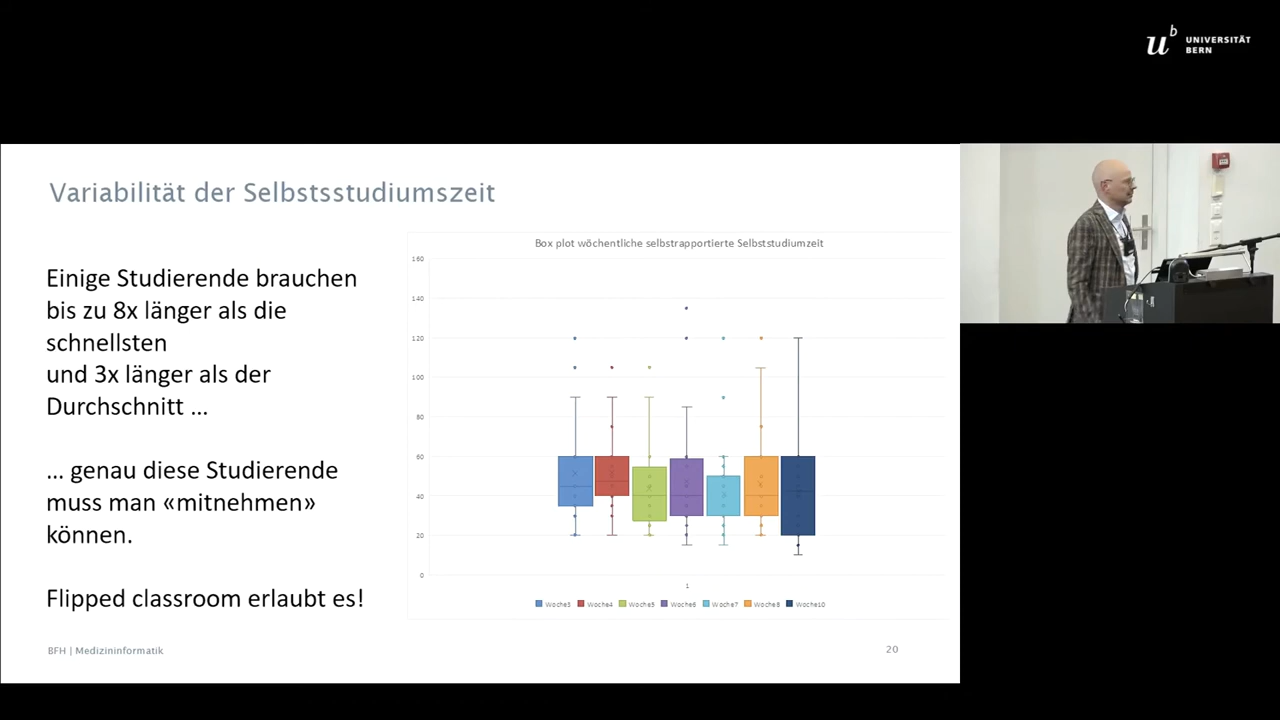 u
b
UNIVERSITÄT
BERN
Variabilität der Selbstsstudiumszeit
Einige Studierende brauchen
bis zu 8x länger als die
schnellsten
und 3x länger als der
Durchschnitt ...
... genau diese Studierende
muss man «mitnehmen»
können.
Flipped classroom erlaubt es!
Box plot wöchentliche selbstrapportierte Selbststudiumzeit
160
140
120
100
80
60
40
20
0
1
Woche3 Woche4 Woche5 Woche6 Woche7 Woche8 Woche10
BFH | Medizininformatik
20